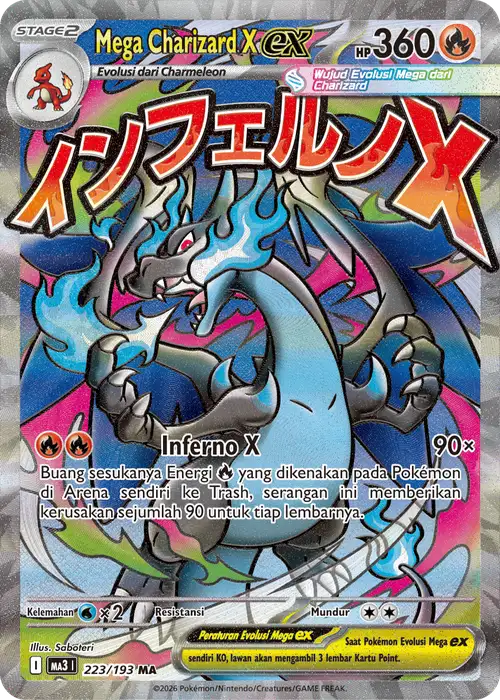 STAGE2
Mega Charizard X ex
HP 360
Evolusi dari Charmeleon
Wujud Evolusi Mega dari
Charizard
インフェルノX
Inferno X 90×
Buang sesukanya Energi yang dikenakan pada Pokémon
di Arena sendiri ke Trash, serangan ini memberikan
kerusakan sejumlah 90 untuk tiap lembarnya.
Kelemahan ×2 Resistansi Mundur
Illus. Saboteri
Peraturan Evolusi Mega ex
Saat Pokémon Evolusi Mega ex
sendiri KO, lawan akan mengambil 3 lembar Kartu Point.
I MA3 I 223/193 MA
©2026 Pokémon/Nintendo/Creatures/GAME FREAK.